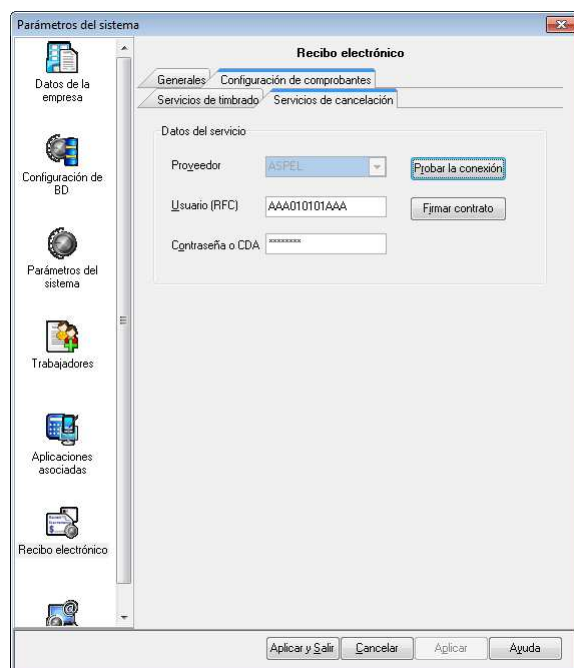 Parámetros del sistema
Datos de la
empresa
Configuración de
BD
Parámetros del
sistema
Trabajadores
Aplicaciones
asociadas
Recibo electrónico
Recibo electrónico
Generales
Configuración de comprobantes
Servicios de timbrado
Servicios de cancelación
Datos del servicio
Proveedor
ASPEL
Probar la conexión
Usuario (RFC)
AAA010101AAA
Firmar contrato
Contraseña o CDA
********
Aplicar y Salir
Cancelar
Aplicar
Ayuda